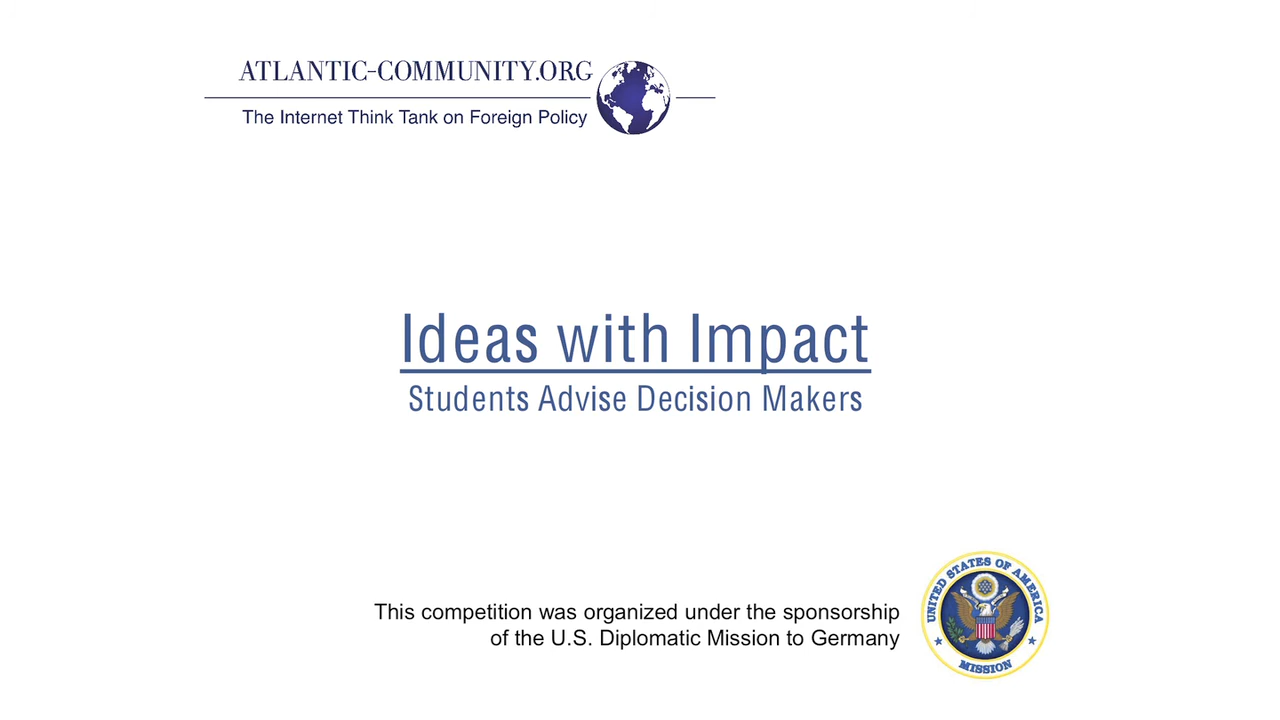 ATLANTIC-COMMUNITY.ORG
The Internet Think Tank on Foreign Policy
Ideas with Impact
Students Advise Decision Makers
This competition was organized under the sponsorship
of the U.S. Diplomatic Mission to Germany
UNITED STATES OF AMERICA
MISSION